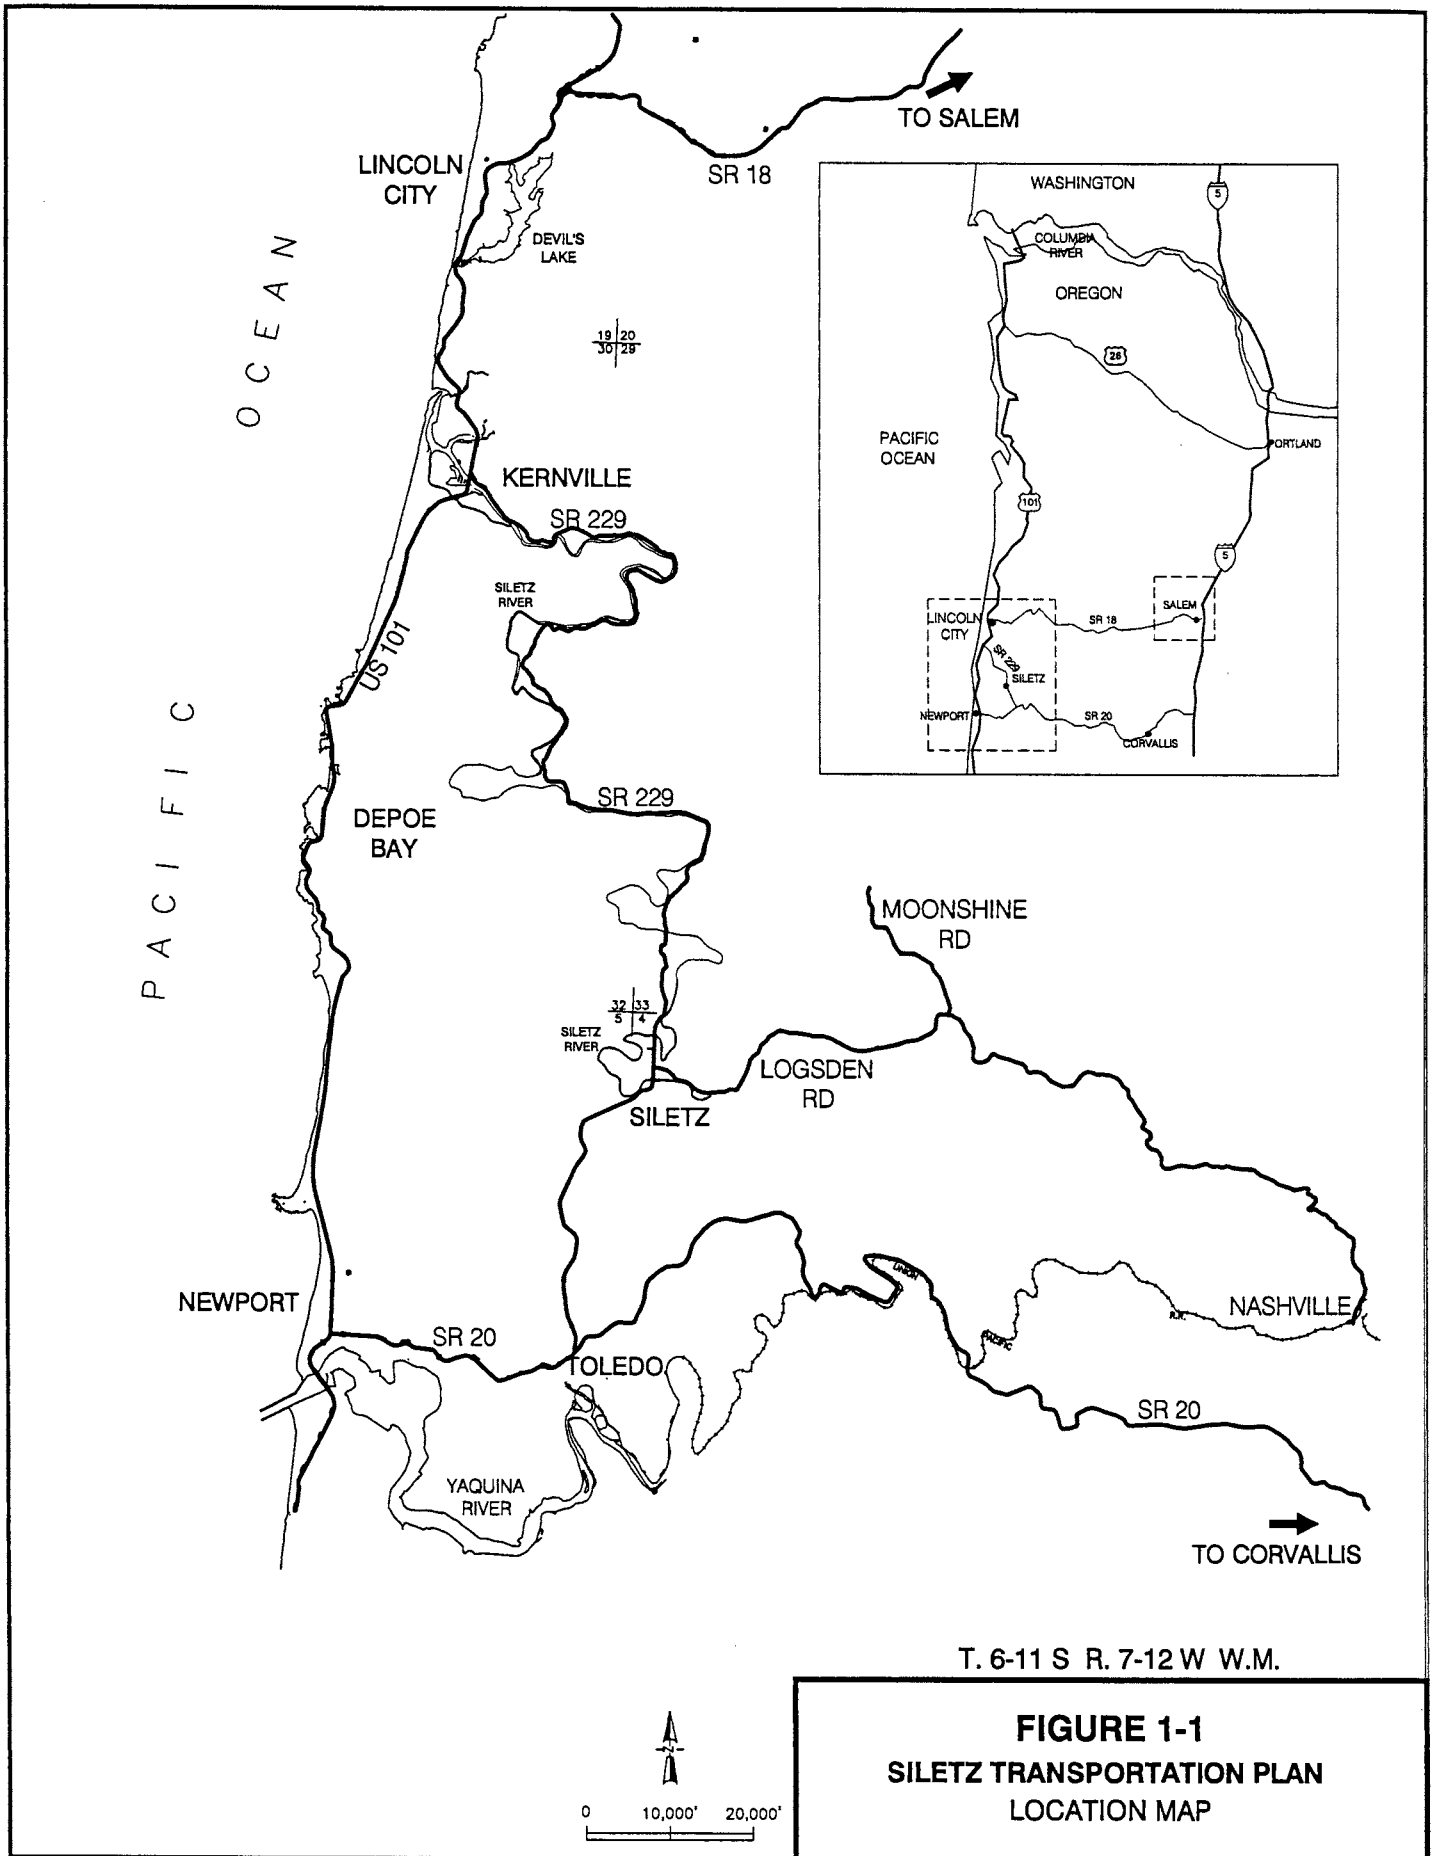 TO SALEM
LINCOLN
CITY
SR 18
DEVIL'S
LAKE
OCEAN
19 20
30 29
KERNVILLE
SR 229
SILETZ
RIVER
US 101
PACIFIC
SR 229
DEPOE
BAY
MOONSHINE
RD
32 33
5 4
SILETZ
RIVER
LOGSDEN
RD
SILETZ
NEWPORT
SR 20
TOLEDO
UNION
PACIFIC
R.R.
NASHVILLE
SR 20
YAQUINA
RIVER
TO CORVALLIS
WASHINGTON
5
COLUMBIA
RIVER
OREGON
26
PACIFIC
OCEAN
PORTLAND
101
5
LINCOLN
CITY
SR 18
SALEM
SR 229
SILETZ
NEWPORT
SR 20
CORVALLIS
T. 6-11 S R. 7-12 W W.M.
N
0 10,000' 20,000'
FIGURE 1-1
SILETZ TRANSPORTATION PLAN
LOCATION MAP